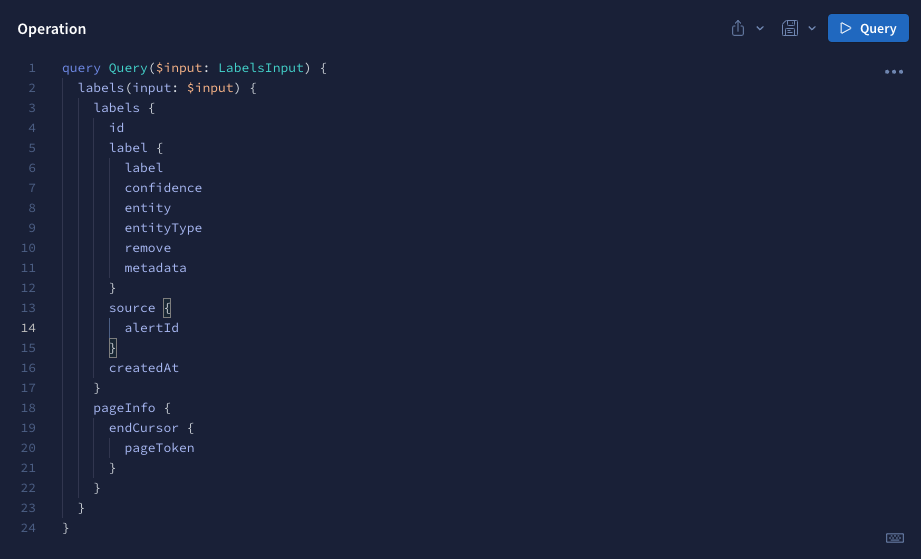 Operation
Query
1 query Query($input: LabelsInput) {
2 labels(input: $input) {
3 labels {
4 id
5 label {
6 label
7 confidence
8 entity
9 entityType
10 remove
11 metadata
12 }
13 source {
14 alertId
15 }
16 createdAt
17 }
18 pageInfo {
19 endCursor {
20 pageToken
21 }
22 }
23 }
24 }